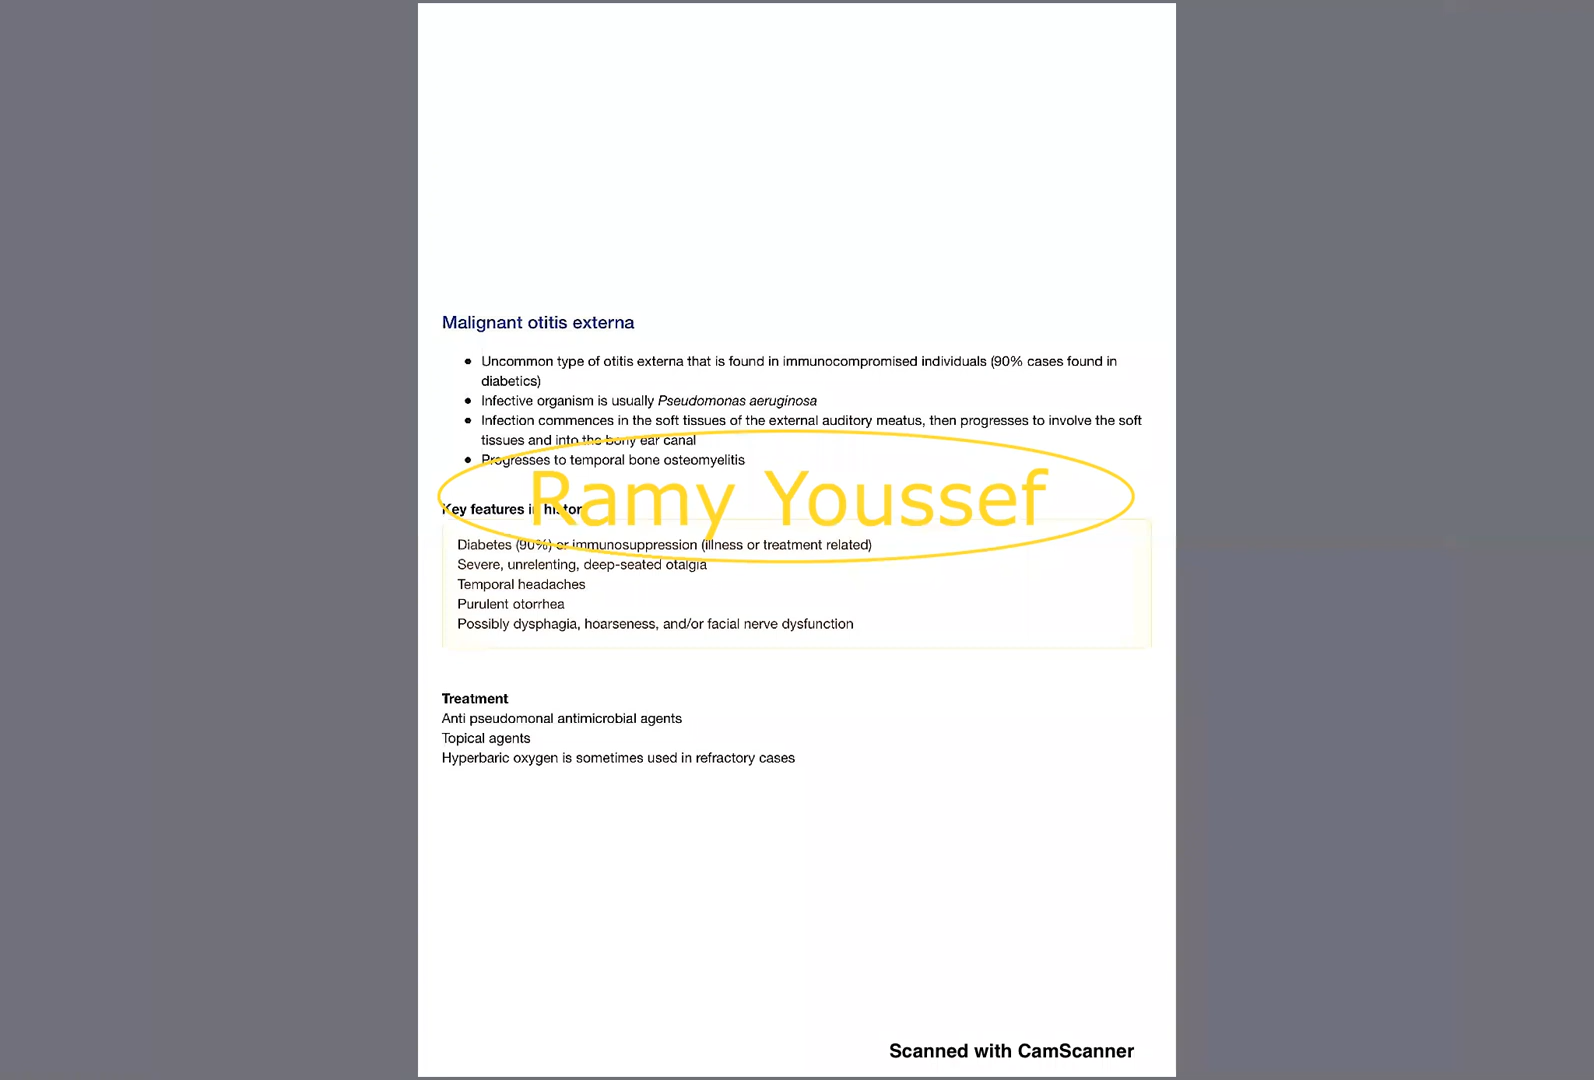 Malignant otitis externa
• Uncommon type of otitis externa that is found in immunocompromised individuals (90% cases found in
diabetics)
• Infective organism is usually Pseudomonas aeruginosa
• Infection commences in the soft tissues of the external auditory meatus, then progresses to involve the soft
tissues and into the bony ear canal
• Progresses to temporal bone osteomyelitis
Ramy Youssef
Key features in histor
Diabetes (90%) or immunosuppression (illness or treatment related)
Severe, unrelenting, deep-seated otalgia
Temporal headaches
Purulent otorrhea
Possibly dysphagia, hoarseness, and/or facial nerve dysfunction
Treatment
Anti pseudomonal antimicrobial agents
Topical agents
Hyperbaric oxygen is sometimes used in refractory cases
Scanned with CamScanner